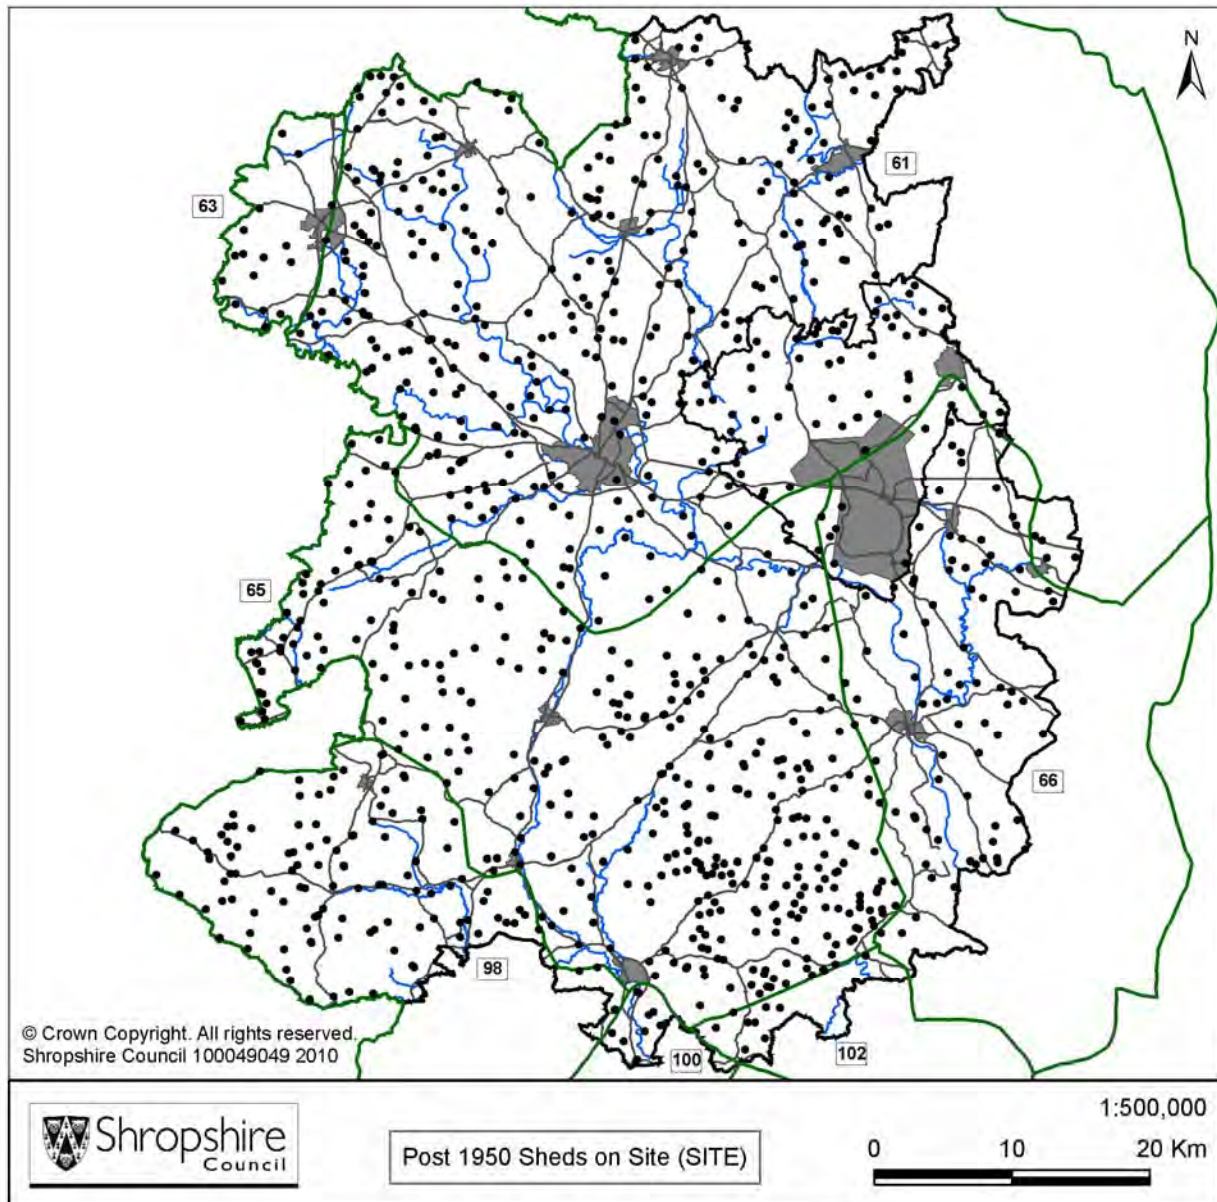 N
61
63
65
66
98
© Crown Copyright. All rights reserved.
Shropshire Council 100049049 2010
100
102
Shropshire
Council
Post 1950 Sheds on Site (SITE)
1:500,000
0 10 20 Km